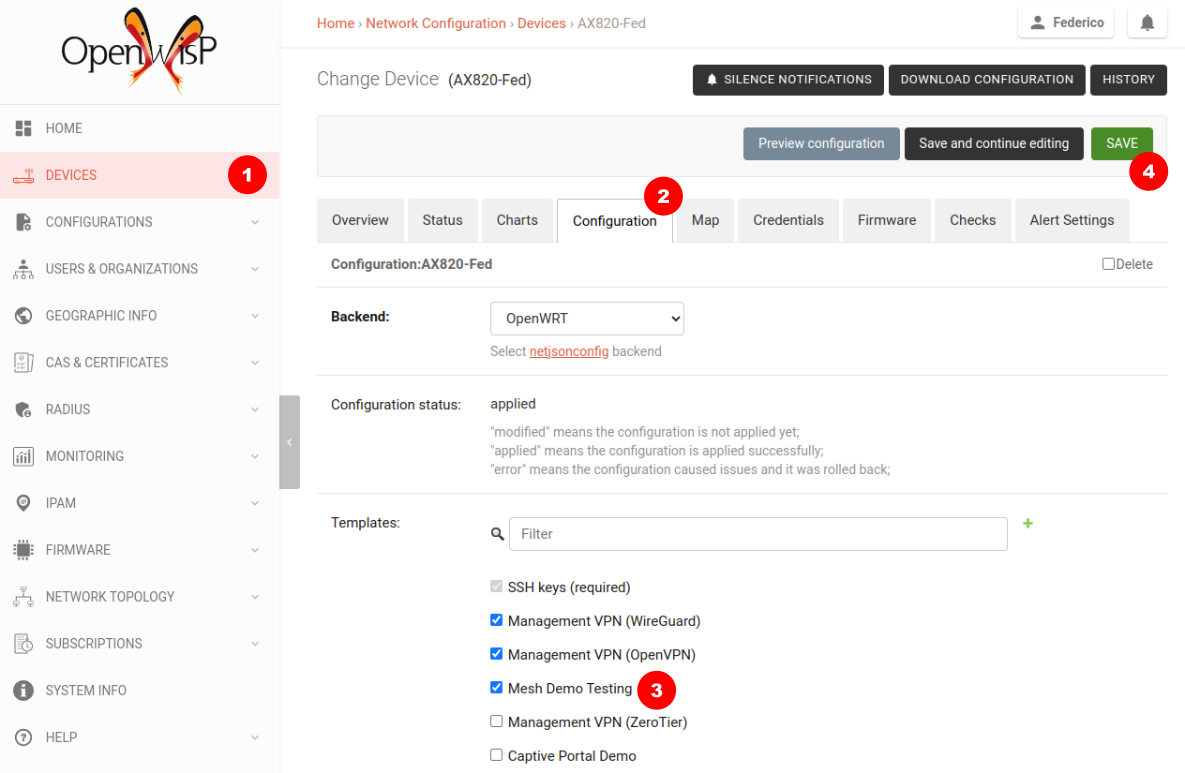 OpenWISP
Home › Network Configuration › Devices › AX820-Fed
Federico
Change Device (AX820-Fed)
SILENCE NOTIFICATIONS
DOWNLOAD CONFIGURATION
HISTORY
HOME
DEVICES
1
CONFIGURATIONS
USERS & ORGANIZATIONS
GEOGRAPHIC INFO
CAS & CERTIFICATES
RADIUS
MONITORING
IPAM
FIRMWARE
NETWORK TOPOLOGY
SUBSCRIPTIONS
SYSTEM INFO
HELP
Preview configuration
Save and continue editing
SAVE
4
2
Overview
Status
Charts
Configuration
Map
Credentials
Firmware
Checks
Alert Settings
Configuration:AX820-Fed
Delete
Backend:
OpenWRT
Select netjsonconfig backend
Configuration status:
applied
"modified" means the configuration is not applied yet;
"applied" means the configuration is applied successfully;
"error" means the configuration caused issues and it was rolled back;
Templates:
Filter
SSH keys (required)
Management VPN (WireGuard)
Management VPN (OpenVPN)
Mesh Demo Testing
3
Management VPN (ZeroTier)
Captive Portal Demo